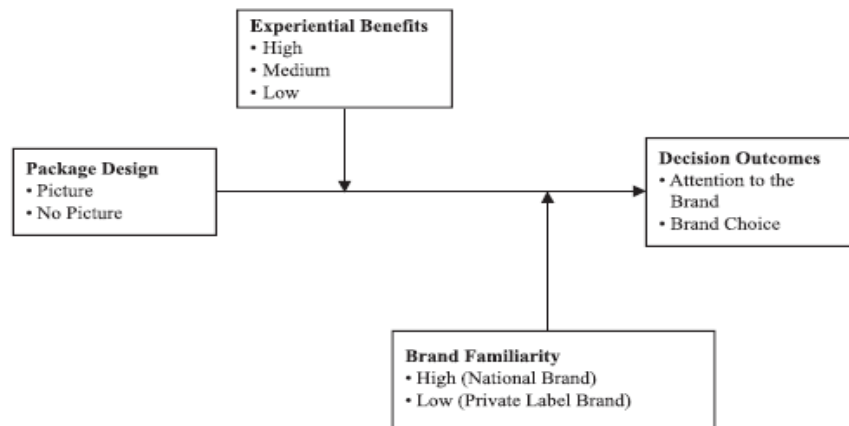 Experiential Benefits
• High
• Medium
• Low
Package Design
• Picture
• No Picture
Decision Outcomes
• Attention to the
Brand
• Brand Choice
Brand Familiarity
• High (National Brand)
• Low (Private Label Brand)